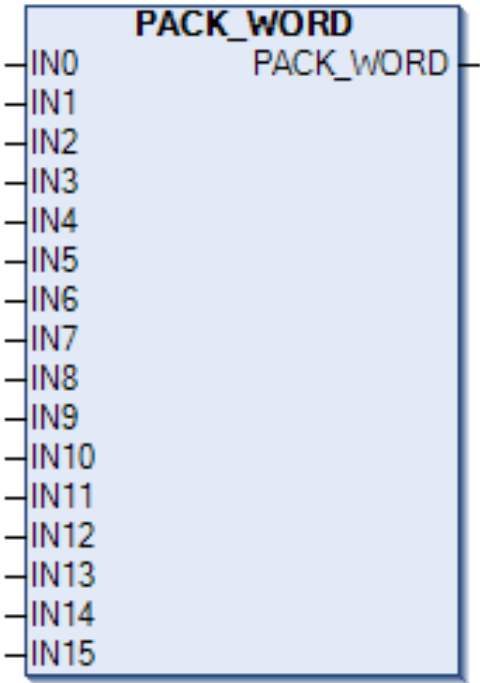 PACK_WORD
IN0 PACK_WORD
IN1
IN2
IN3
IN4
IN5
IN6
IN7
IN8
IN9
IN10
IN11
IN12
IN13
IN14
IN15